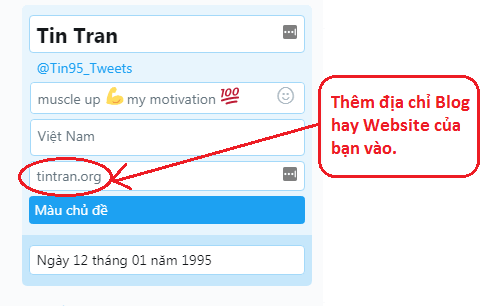 Tin Tran
@Tin95_Tweets
muscle up 💪 my motivation 💯
Việt Nam
tintran.org
Màu chủ đề
Ngày 12 tháng 01 năm 1995
Thêm địa chỉ Blog
hay Website của
bạn vào.